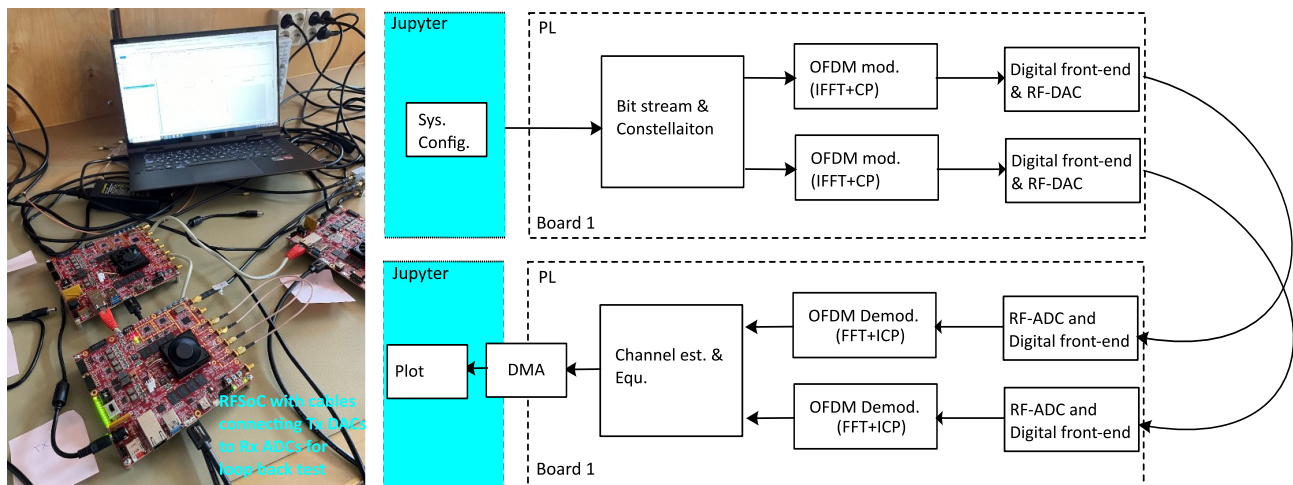 RFSoC with cables
connecting Tx DACs
to Rx ADCs for
loop back test
TX
Jupyter
Sys.
Config.
PL
Bit stream &
Constellaiton
OFDM mod.
(IFFT+CP)
Digital front-end
& RF-DAC
OFDM mod.
(IFFT+CP)
Digital front-end
& RF-DAC
Board 1
Jupyter
Plot
DMA
PL
Channel est. &
Equ.
OFDM Demod.
(FFT+ICP)
RF-ADC and
Digital front-end
OFDM Demod.
(FFT+ICP)
RF-ADC and
Digital front-end
Board 1